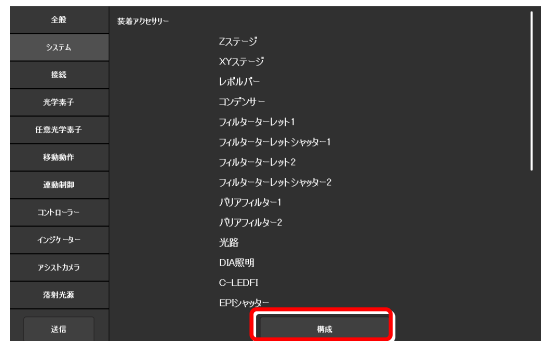 全般
システム
接続
光学素子
任意光学素子
移動動作
連動制御
コントローラー
インジケーター
アシストカメラ
落射光源
送信
装着アクセサリー
Zステージ
XYステージ
レボルバー
コンデンサー
フィルターターレット1
フィルターターレットシャッター1
フィルターターレット2
フィルターターレットシャッター2
バリアフィルター1
バリアフィルター2
光路
DIA照明
C-LEDFI
EPIシャッター
構成